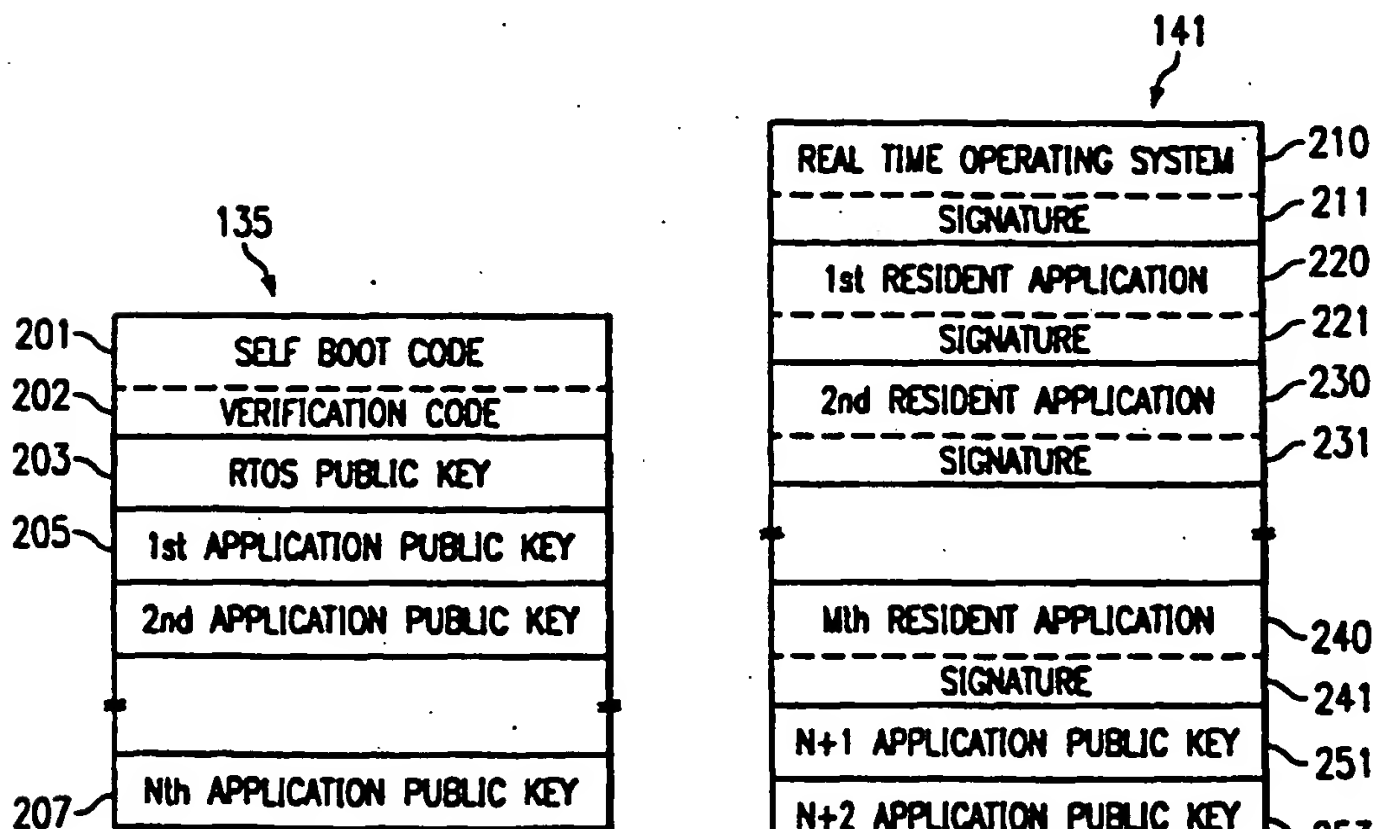 135
201
SELF BOOT CODE
202
VERIFICATION CODE
203
RTOS PUBLIC KEY
205
1st APPLICATION PUBLIC KEY
2nd APPLICATION PUBLIC KEY
207
Nth APPLICATION PUBLIC KEY
141
REAL TIME OPERATING SYSTEM
210
SIGNATURE
211
1st RESIDENT APPLICATION
220
SIGNATURE
221
2nd RESIDENT APPLICATION
230
SIGNATURE
231
Mth RESIDENT APPLICATION
240
SIGNATURE
241
N+1 APPLICATION PUBLIC KEY
251
N+2 APPLICATION PUBLIC KEY